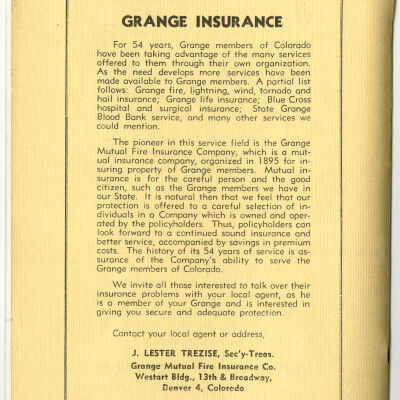 GRANGE INSURANCE
For 54 years, Grange members of Colorado
have been taking advantage of the many services
offered to them through their own organization.
As the need develops more services have been
made available to Grange members. A partial list
follows: Grange fire, lightning, wind, tornado and
hail insurance; Grange life insurance; Blue Cross
hospital and surgical insurance; State Grange
Blood Bank service, and many other services we
could mention.
The pioneer in this service field is the Grange
Mutual Fire Insurance Company, which is a mut-
ual insurance company, organized in 1895 for in-
suring property of Grange members. Mutual in-
surance is for the careful person and the good
citizen, such as the Grange members we have in
our State. It is natural then that we feel that our
protection is offered to a careful selection of in-
dividuals in a Company which is owned and oper-
ated by the policyholders. Thus, policyholders can
look forward to a continued sound insurance and
better service, accompanied by savings in premium
costs. The history of its 54 years of service is as-
surance of the Company's ability to serve the
Grange members of Colorado.
We invite all those interested to talk over their
insurance problems with your local agent, as he
is a member of your Grange and is interested in
giving you secure and adequate protection.
Contact your local agent or address,
J. LESTER TREZISE, Sec'y-Treas.
Grange Mutual Fire Insurance Co.
Westart Bldg., 13th & Broadway,
Denver 4, Colorado